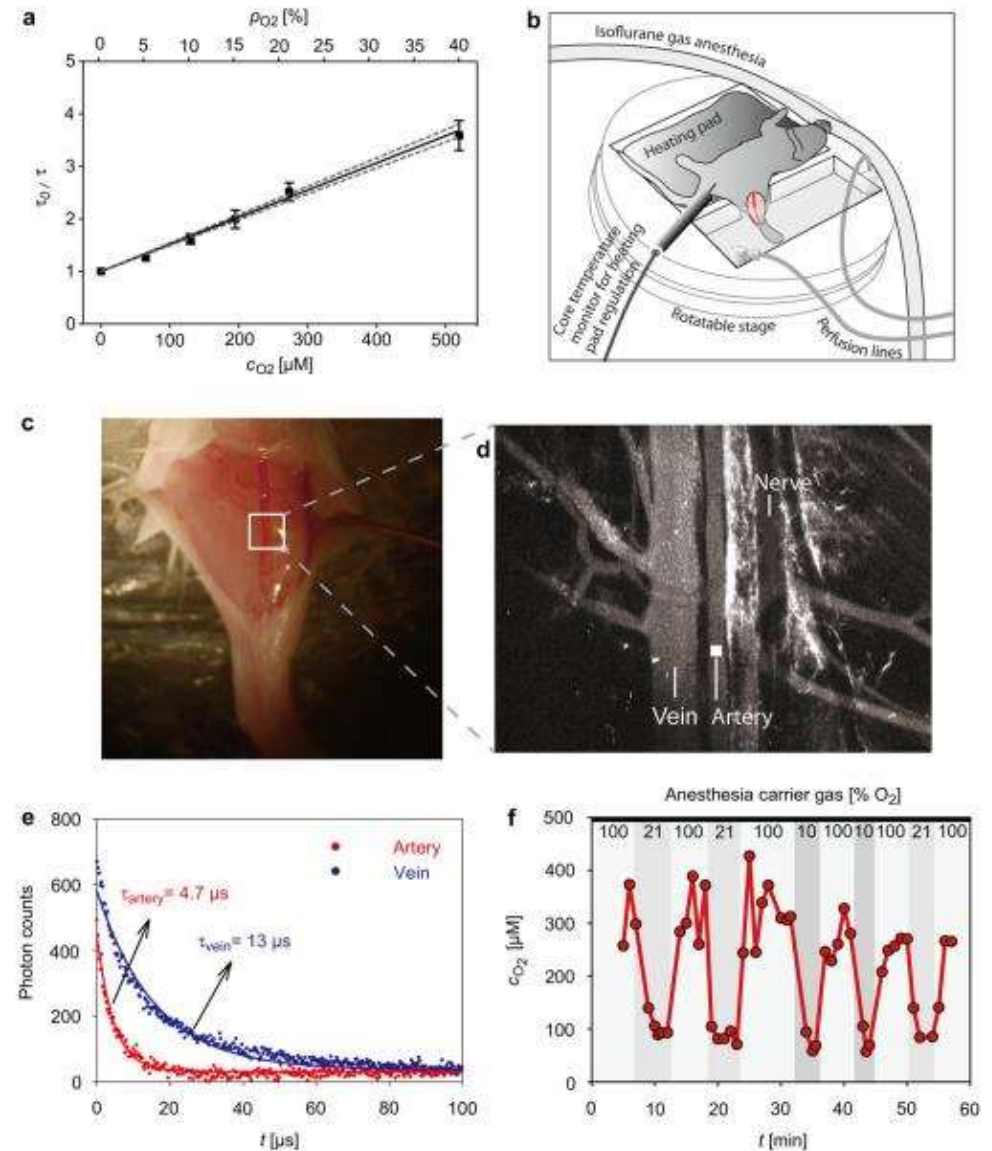 a
pO2 [%]
0 5 10 15 20 25 30 35 40
5
4
3
2
1
0
τ0 / τ
0 100 200 300 400 500
cO2 [µM]
b
Isoflurane gas anesthesia
Heating pad
Core temperature
monitor for heating
pad regulation
Rotatable stage
Perfusion lines
c
d
Nerve
Vein Artery
e
800
600
400
200
0
Photon counts
Artery
Vein
τartery= 4.7 µs
τvein= 13 µs
0 20 40 60 80 100
t [µs]
f
Anesthesia carrier gas [% O2]
100 21 100 21 100 10 100 10 100 21 100
500
400
300
200
100
0
cO2 [µM]
0 10 20 30 40 50 60
t [min]